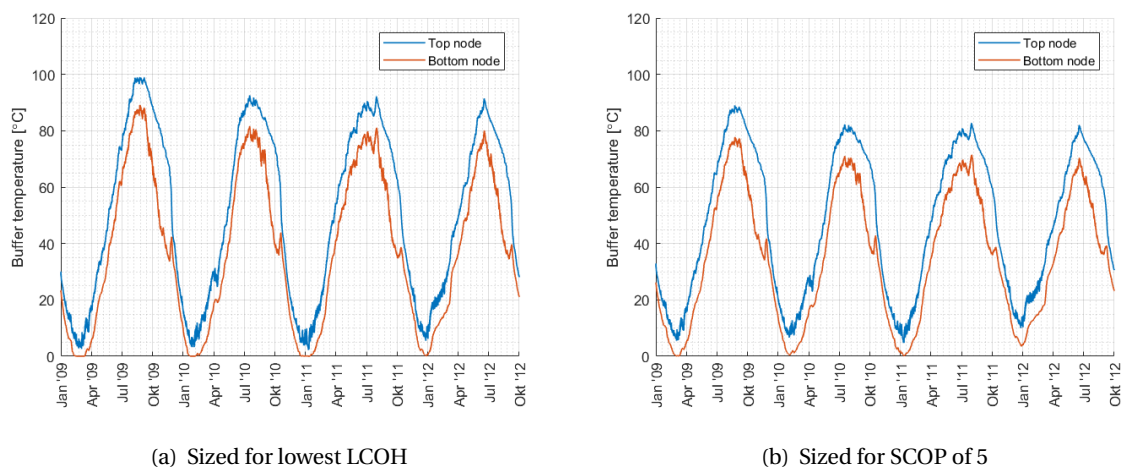 120
100
80
60
40
20
0
Buffer temperature [°C]
Top node
Bottom node
Jan '09
Apr '09
Jul '09
Okt '09
Jan '10
Apr '10
Jul '10
Okt '10
Jan '11
Apr '11
Jul '11
Okt '11
Jan '12
Apr '12
Jul '12
Okt '12
(a) Sized for lowest LCOH
120
100
80
60
40
20
0
Buffer temperature [°C]
Top node
Bottom node
Jan '09
Apr '09
Jul '09
Okt '09
Jan '10
Apr '10
Jul '10
Okt '10
Jan '11
Apr '11
Jul '11
Okt '11
Jan '12
Apr '12
Jul '12
Okt '12
(b) Sized for SCOP of 5